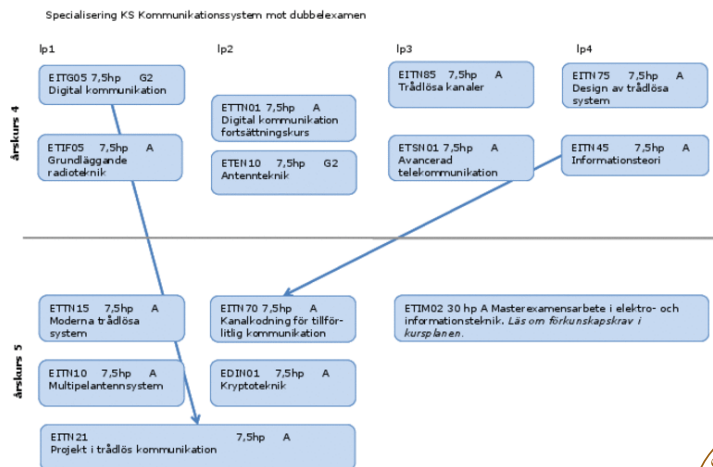 Specialisering KS Kommunikationssystem mot dubbelexamen
lp1
lp2
lp3
lp4
årskurs 4
EITG05 7,5hp G2
Digital kommunikation
ETIF05 7,5hp A
Grundläggande
radioteknik
ETTN01 7,5hp A
Digital kommunikation
fortsättningskurs
ETEN10 7,5hp G2
Antennteknik
EITN85 7,5hp A
Trådlösa kanaler
ETSN01 7,5hp A
Avancerad
telekommunikation
EITN75 7,5hp A
Design av trådlösa
system
EITN45 7,5hp A
Informationsteori
årskurs 5
ETTN15 7,5hp A
Moderna trådlösa
system
EITN10 7,5hp A
Multipelantennsystem
EITN70 7,5hp A
Kanalkodning för tillför-
litlig kommunikation
EDIN01 7,5hp A
Kryptoteknik
ETIM02 30 hp A Masterexamensarbete i elektro- och
informationsteknik. Läs om förkunskapskrav i
kursplanen.
EITN21 7,5hp A
Projekt i trådlös kommunikation